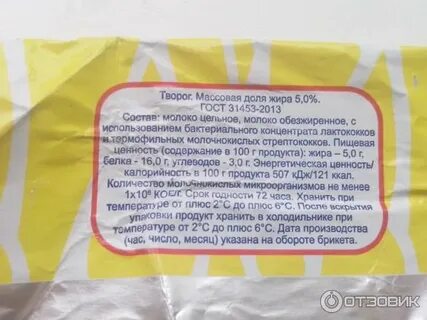 Творог. Массовая доля жира 5,0%.
ГОСТ 31453-2013
Состав: молоко цельное, молоко обезжиренное, с
использованием бактериального концентрата лактококков
и термофильных молочнокислых стрептококков. Пищевая
ценность (содержание в 100 г продукта): жира – 5,0 г,
белка - 16,0 г, углеводов - 3,0 г. Энергетическая ценность/
калорийность в 100 г продукта 507 кДж/121 ккал.
Количество молочнокислых микроорганизмов не менее
1х10⁶ КОЕ/г. Срок годности 72 часа. Хранить при
температуре от плюс 2°С до плюс 6°С. После вскрытия
упаковки продукт хранить в холодильнике при
температуре от 2°С до плюс 6°С. Дата производства
(час, число, месяц) указана на обороте брикета.
ОТЗОВИК